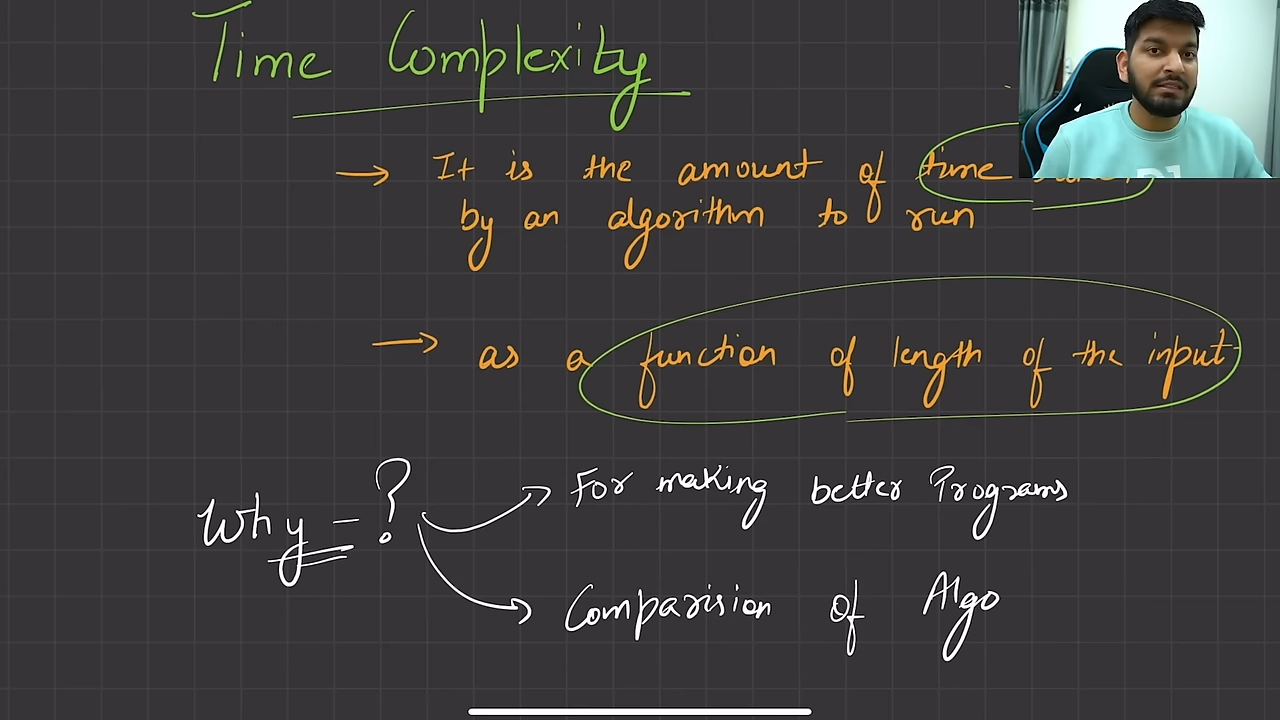 Time Complexity
→ It is the amount of time
by an algorithm to run
→ as a function of length of the input
Why - ? → For making better Programs
→ Comparision of Algo